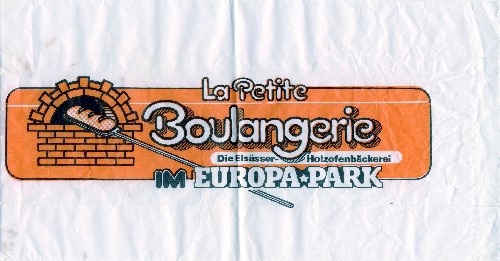 La Petite
Boulangerie
Die Elsässer-Holzofenbäckerei
IM EUROPA★PARK